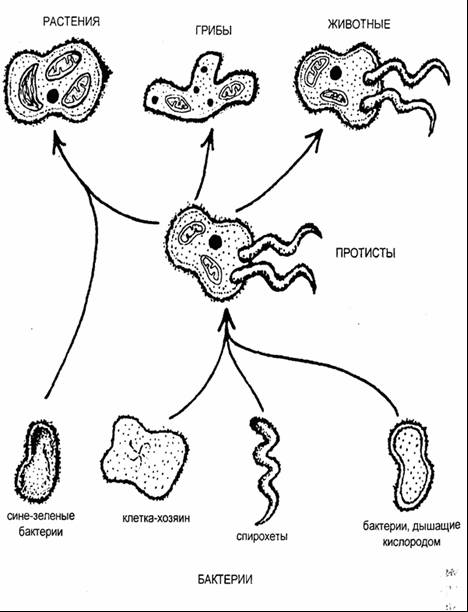 РАСТЕНИЯ
ГРИБЫ
ЖИВОТНЫЕ
ПРОТИСТЫ
сине-зеленые
бактерии
клетка-хозяин
спирохеты
бактерии, дышащие
кислородом
БАКТЕРИИ